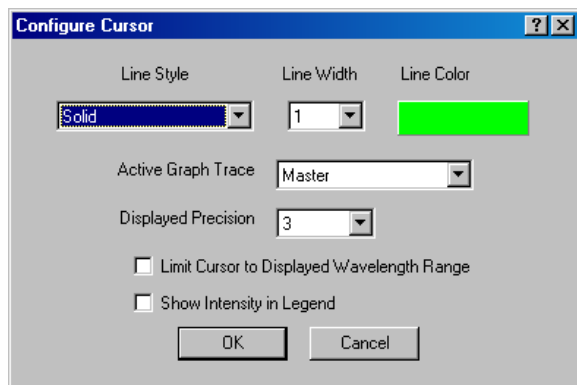 Configure Cursor
Line Style Line Width Line Color
Solid 1
Active Graph Trace Master
Displayed Precision 3
Limit Cursor to Displayed Wavelength Range
Show Intensity in Legend
OK Cancel